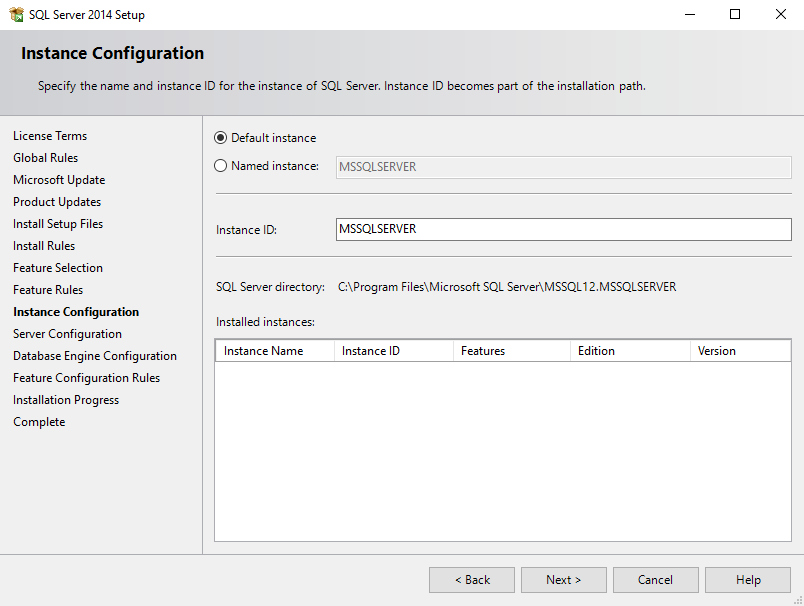 SQL Server 2014 Setup
Instance Configuration
Specify the name and instance ID for the instance of SQL Server. Instance ID becomes part of the installation path.
License Terms
Global Rules
Microsoft Update
Product Updates
Install Setup Files
Install Rules
Feature Selection
Feature Rules
Instance Configuration
Server Configuration
Database Engine Configuration
Feature Configuration Rules
Installation Progress
Complete
Default instance
Named instance: MSSQLSERVER
Instance ID: MSSQLSERVER
SQL Server directory: C:\Program Files\Microsoft SQL Server\MSSQL12.MSSQLSERVER
Installed instances:
Instance Name Instance ID Features Edition Version
< Back Next > Cancel Help